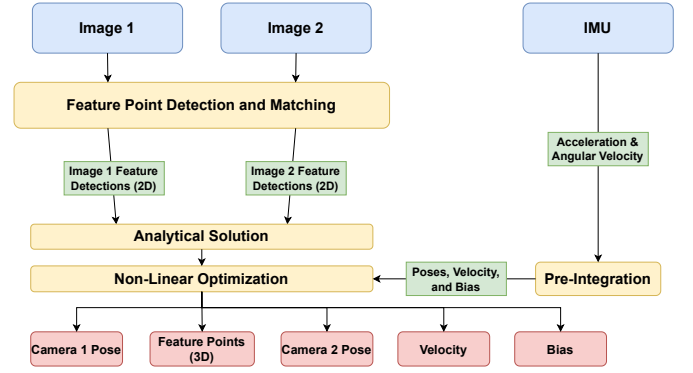 Image 1
Image 2
IMU
Feature Point Detection and Matching
Acceleration &
Angular Velocity
Image 1 Feature
Detections (2D)
Image 2 Feature
Detections (2D)
Analytical Solution
Non-Linear Optimization
Poses, Velocity,
and Bias
Pre-Integration
Camera 1 Pose
Feature Points
(3D)
Camera 2 Pose
Velocity
Bias